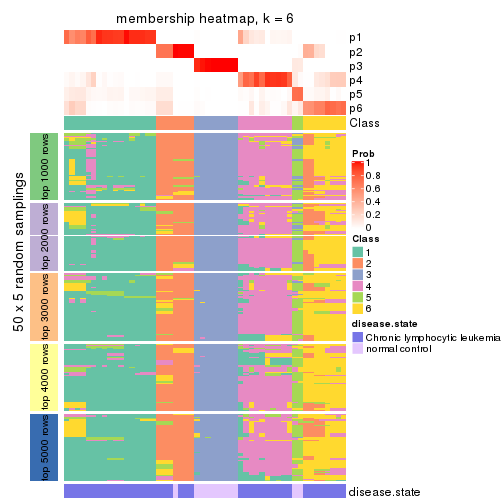 membership heatmap, k = 6
p1
p2
p3
p4
p5
p6
Class
50 x 5 random samplings
top 1000 rows
top 2000 rows
top 3000 rows
top 4000 rows
top 5000 rows
disease.state
Prob
1
0.8
0.6
0.4
0.2
0
Class
1
2
3
4
5
6
disease.state
Chronic lymphocytic leukemia
normal control